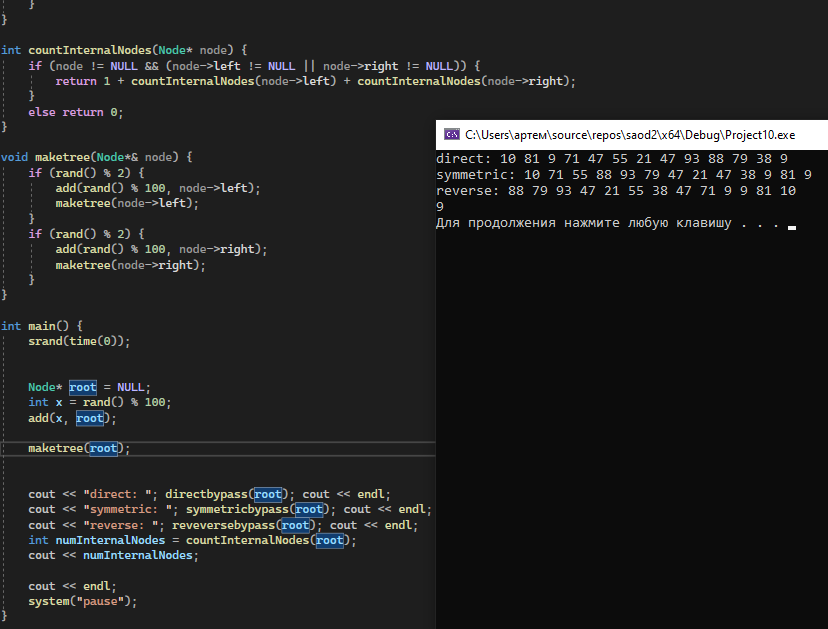 }
}
int countInternalNodes(Node* node) {
if (node != NULL && (node->left != NULL || node->right != NULL)) {
return 1 + countInternalNodes(node->left) + countInternalNodes(node->right);
}
else return 0;
}
void maketree(Node*& node) {
if (rand() % 2) {
add(rand() % 100, node->left);
maketree(node->left);
}
if (rand() % 2) {
add(rand() % 100, node->right);
maketree(node->right);
}
}
int main() {
srand(time(0));
Node* root = NULL;
int x = rand() % 100;
add(x, root);
maketree(root);
cout << "direct: "; directbypass(root); cout << endl;
cout << "symmetric: "; symmetricbypass(root); cout << endl;
cout << "reverse: "; reveversebypass(root); cout << endl;
int numInternalNodes = countInternalNodes(root);
cout << numInternalNodes;
cout << endl;
system("pause");
}
C:\Users\артем\source\repos\saod2\x64\Debug\Project10.exe
direct: 10 81 9 71 47 55 21 47 93 88 79 38 9
symmetric: 10 71 55 88 93 79 47 21 47 38 9 81 9
reverse: 88 79 93 47 21 55 38 47 71 9 9 81 10
9
Для продолжения нажмите любую клавишу . . .